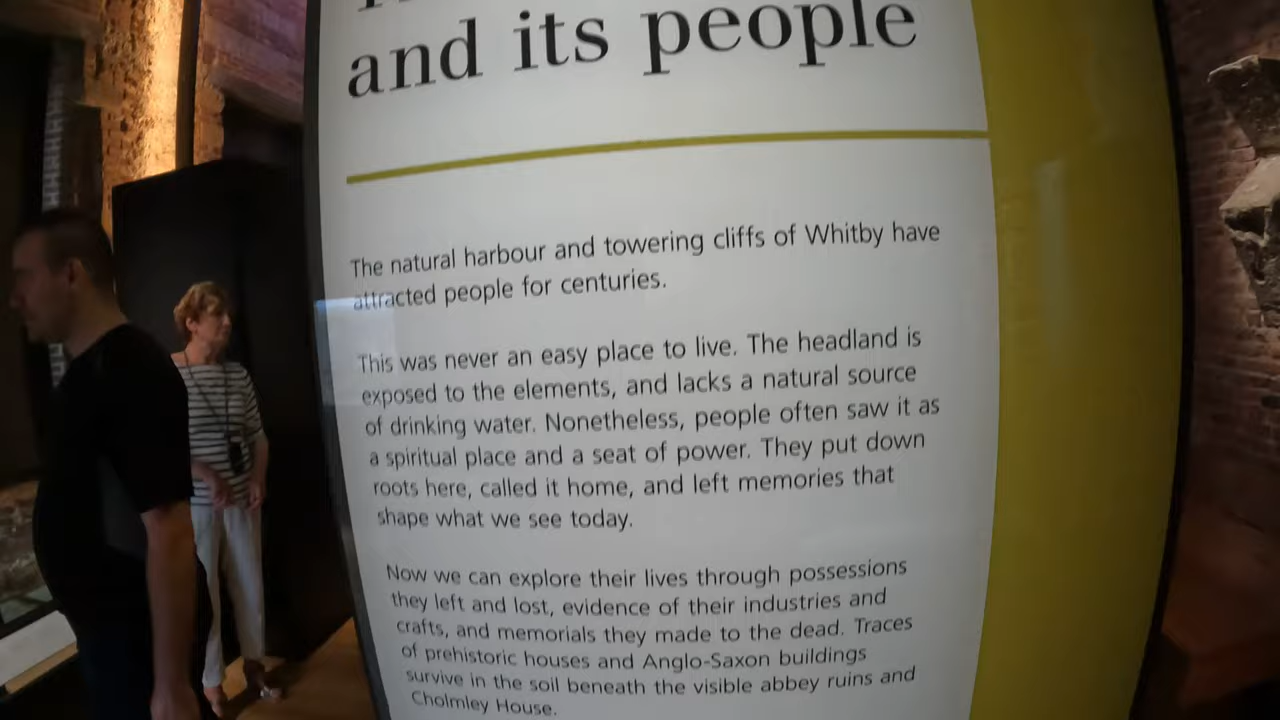 and its people
The natural harbour and towering cliffs of Whitby have
attracted people for centuries.
This was never an easy place to live. The headland is
exposed to the elements, and lacks a natural source
of drinking water. Nonetheless, people often saw it as
a spiritual place and a seat of power. They put down
roots here, called it home, and left memories that
shape what we see today.
Now we can explore their lives through possessions
they left and lost, evidence of their industries and
crafts, and memorials they made to the dead. Traces
of prehistoric houses and Anglo-Saxon buildings
survive in the soil beneath the visible abbey ruins and
Cholmley House.